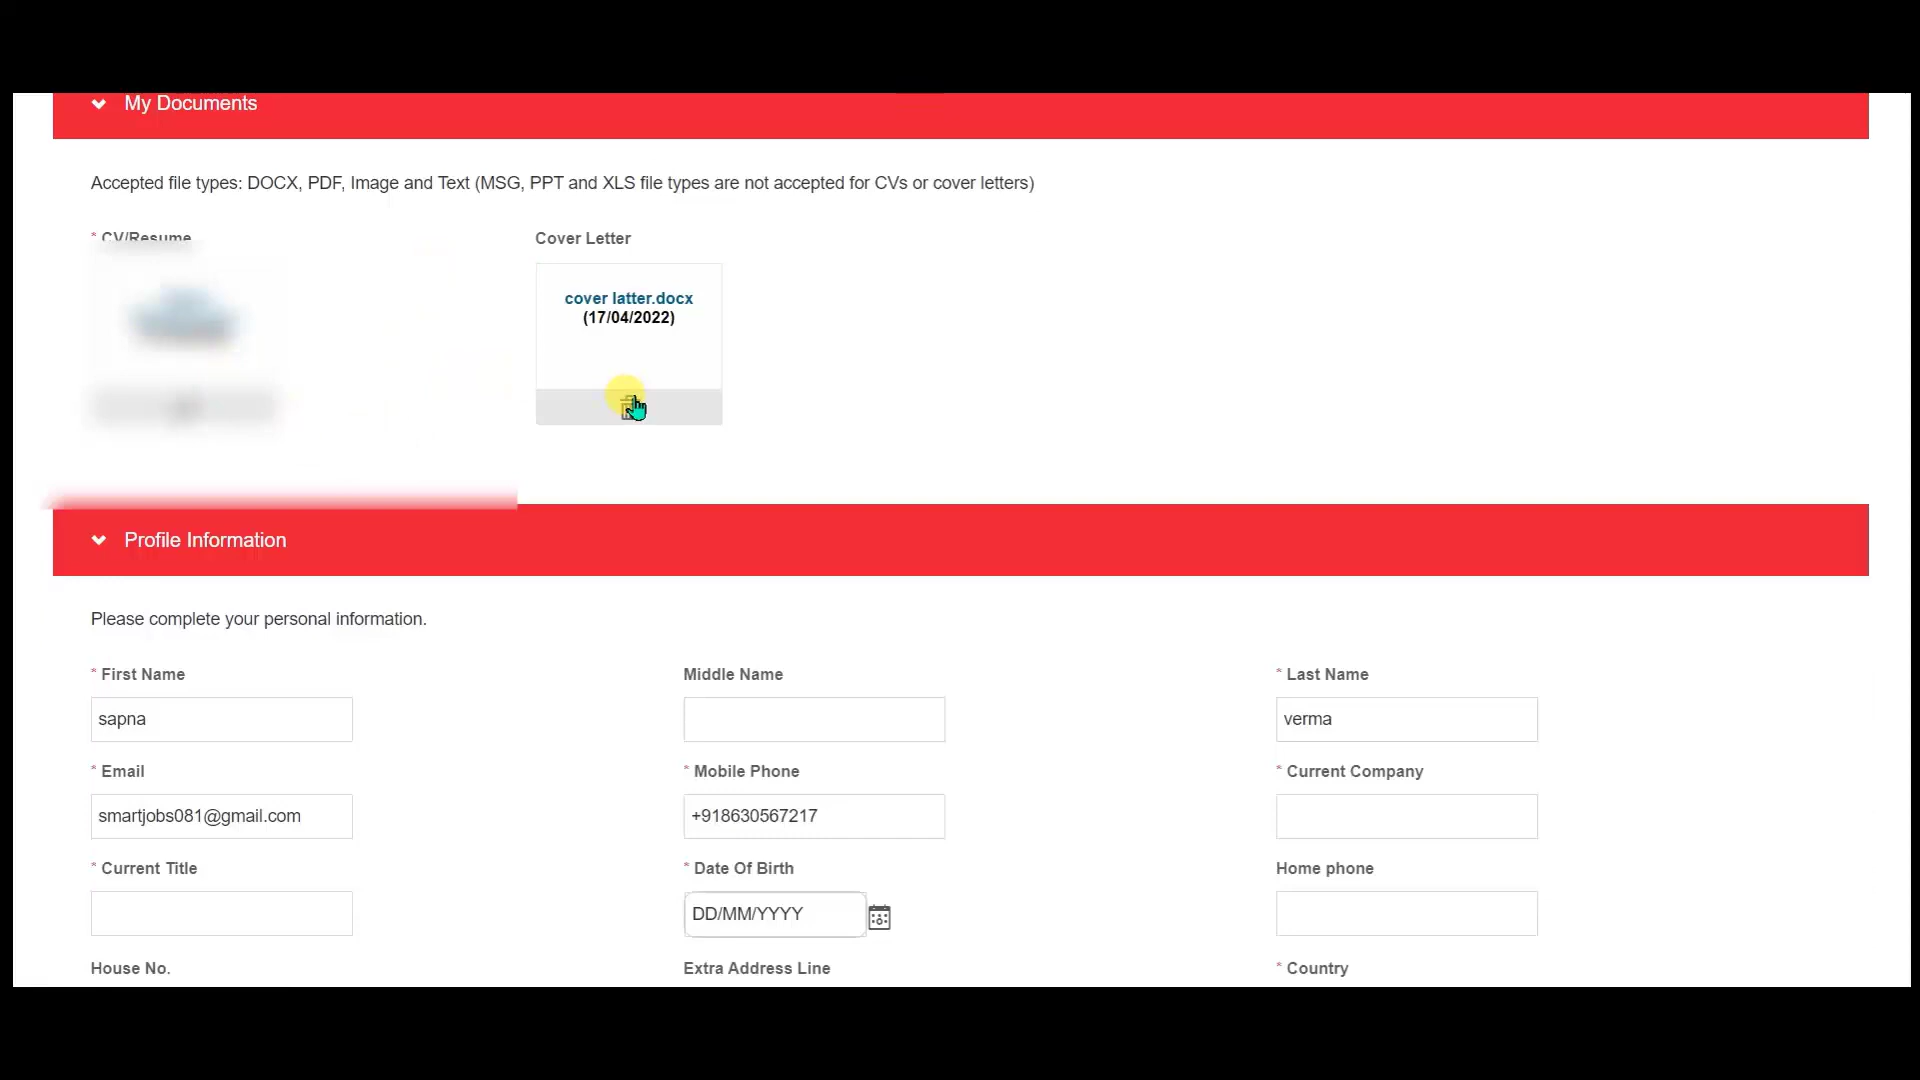 My Documents
Accepted file types: DOCX, PDF, Image and Text (MSG, PPT and XLS file types are not accepted for CVs or cover letters)
* CV/Resume
Cover Letter
cover latter.docx
(17/04/2022)
Profile Information
Please complete your personal information.
* First Name
Middle Name
* Last Name
sapna
verma
* Email
* Mobile Phone
* Current Company
smartjobs081@gmail.com
+918630567217
* Current Title
* Date Of Birth
Home phone
DD/MM/YYYY
House No.
Extra Address Line
* Country